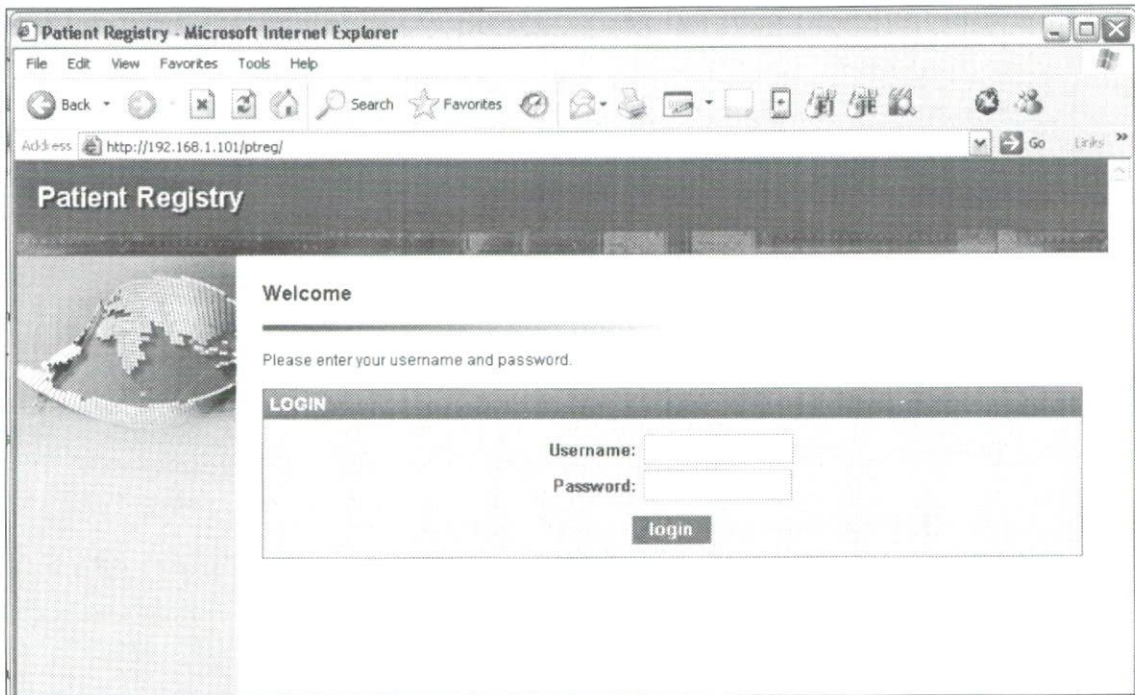 Patient Registry - Microsoft Internet Explorer
File Edit View Favorites Tools Help
Back Search Favorites
Address http://192.168.1.101/ptreg/ Go Links »
Patient Registry
Welcome
Please enter your username and password.
LOGIN
Username:
Password:
login